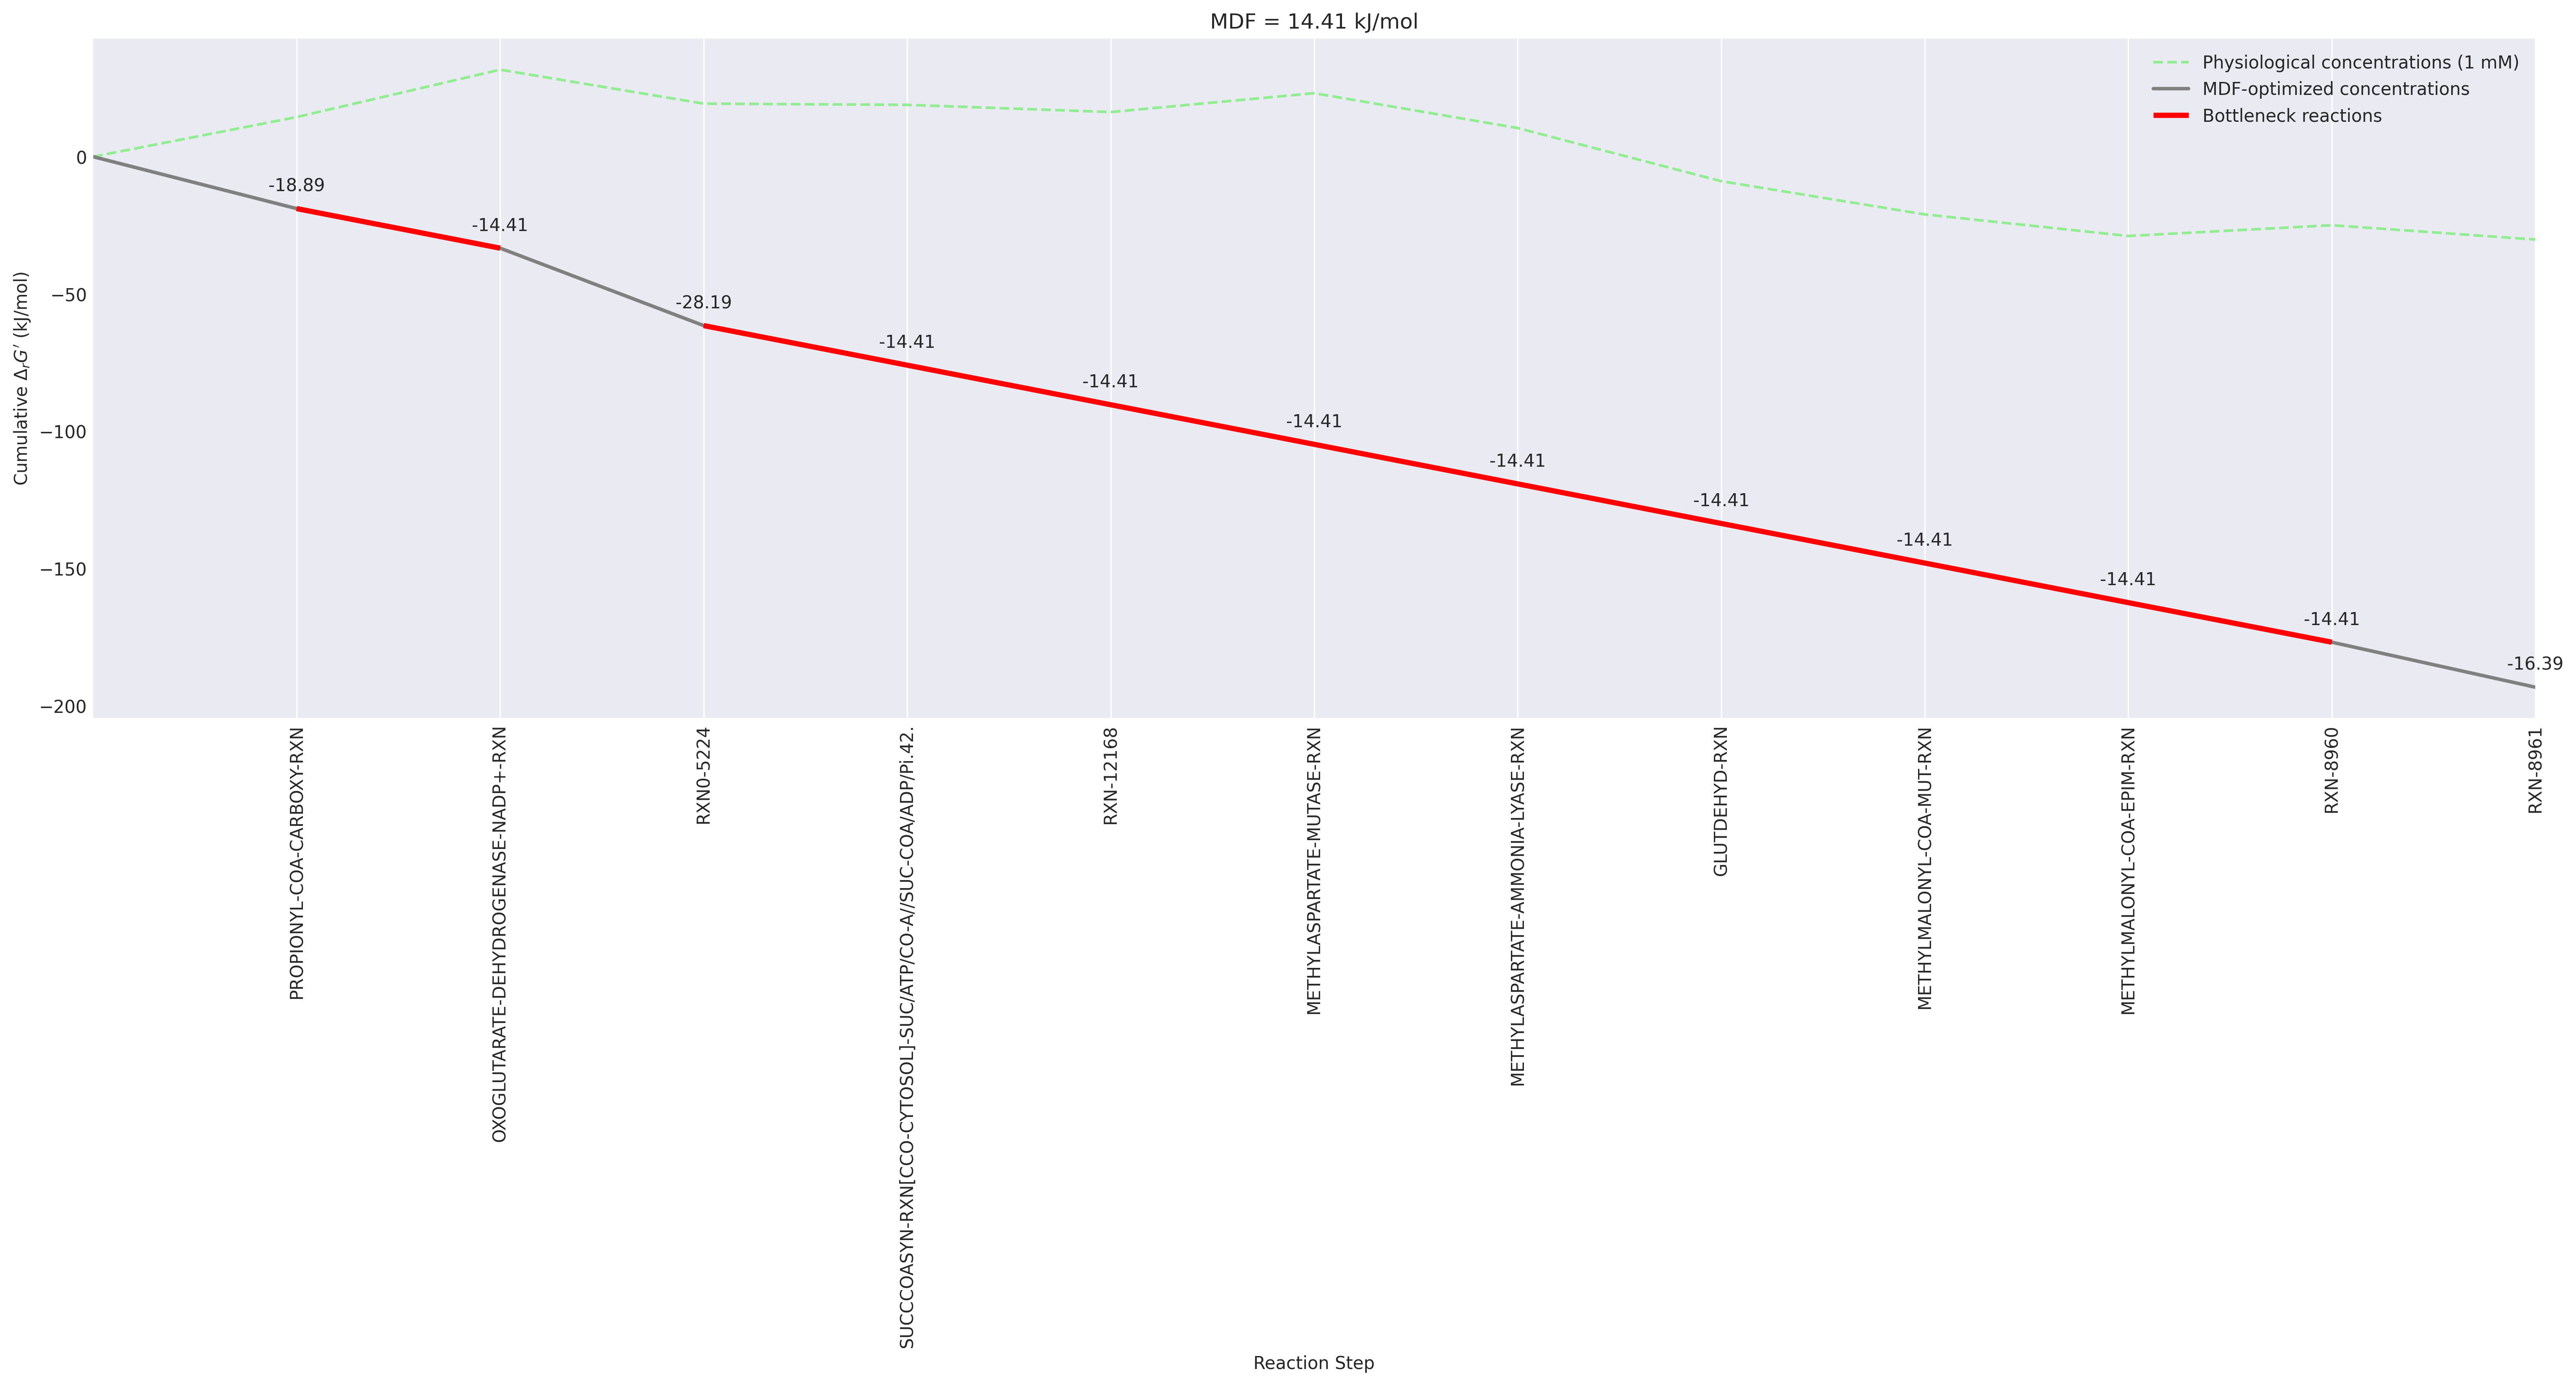 MDF = 14.41 kJ/mol
Physiological concentrations (1 mM)
MDF-optimized concentrations
Bottleneck reactions
Cumulative ΔrG′ (kJ/mol)
0
−50
−100
−150
−200
-18.89
-14.41
-28.19
-14.41
-14.41
-14.41
-14.41
-14.41
-14.41
-14.41
-14.41
-16.39
PROPIONYL-COA-CARBOXY-RXN
OXOGLUTARATE-DEHYDROGENASE-NADP+-RXN
RXN0-5224
SUCCCOASYN-RXN[CCO-CYTOSOL]-SUC/ATP/CO-A//SUC-COA/ADP/Pi.42.
RXN-12168
METHYLASPARTATE-MUTASE-RXN
METHYLASPARTATE-AMMONIA-LYASE-RXN
GLUTDEHYD-RXN
METHYLMALONYL-COA-MUT-RXN
METHYLMALONYL-COA-EPIM-RXN
RXN-8960
RXN-8961
Reaction Step